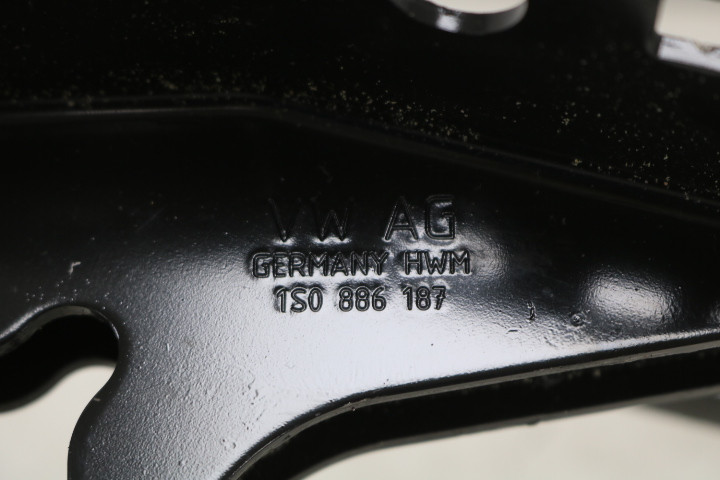 VW AG
GERMANY HWM
1S0 886 187